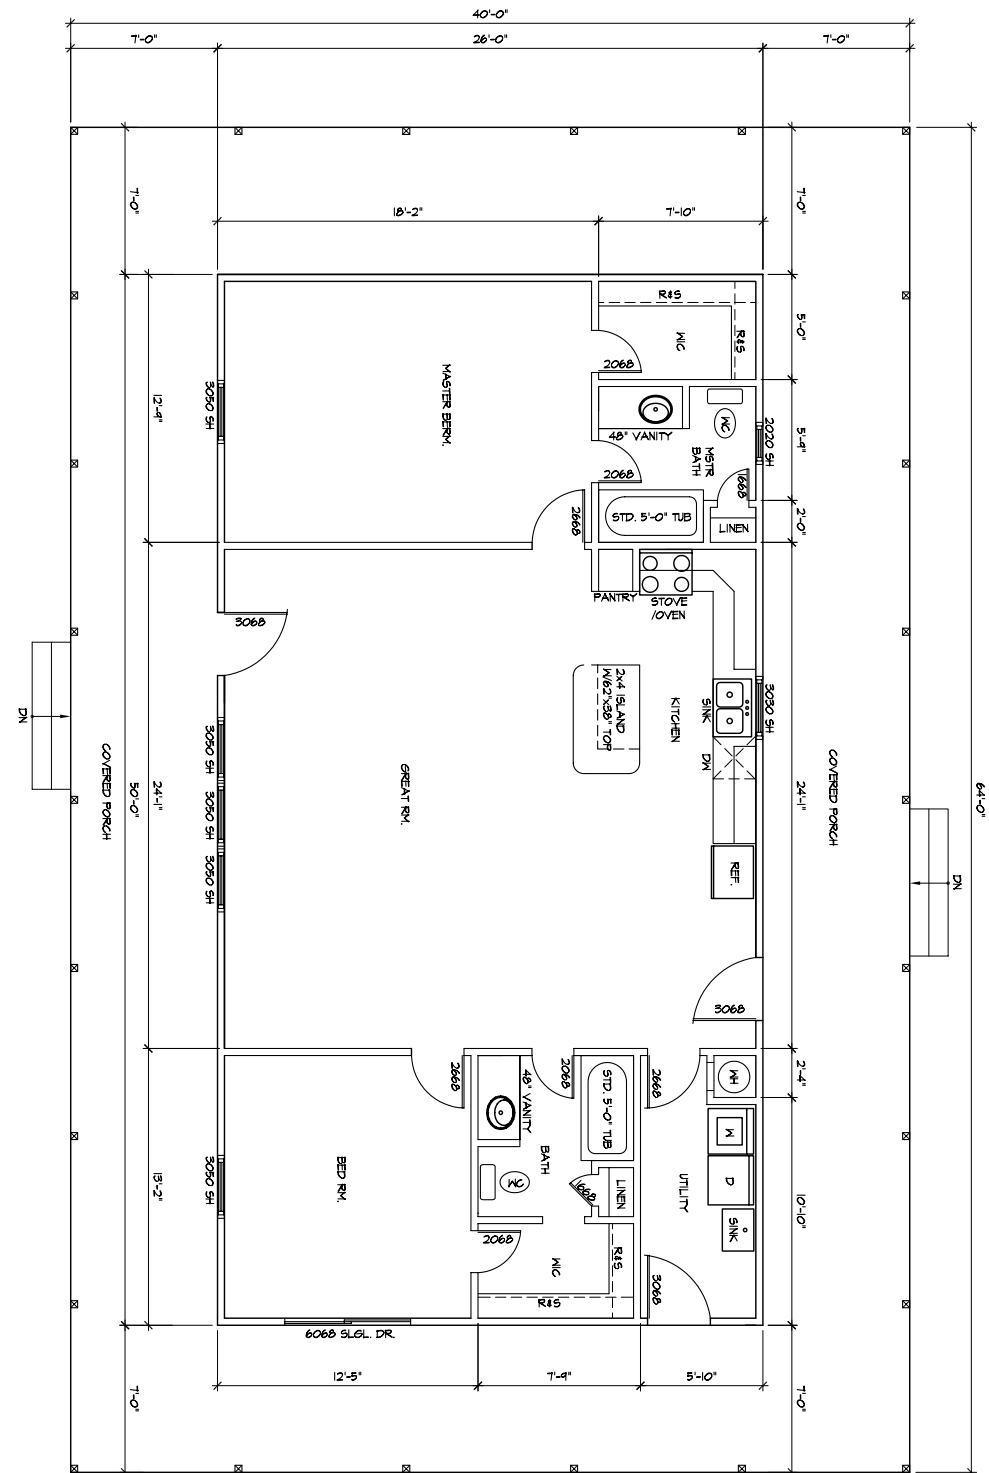 40'-0"
7'-0"
26'-0"
7'-0"
7'-0"
7'-0"
18'-2"
7'-10"
R&S
WIC
R&S
5'-0"
2068
MASTER BERM.
3050 SH
12'-9"
WC
48" VANITY
2020 SH
5'-9"
MSTR
BATH
2068
1668
2668
STD. 5'-0" TUB
LINEN
2'-0"
PANTRY
STOVE
/OVEN
3068
2x4 ISLAND
W/62"x38" TOP
KITCHEN
SINK
3030 SH
DN
DW
COVERED PORCH
50'-0"
24'-1"
3050 SH
3050 SH
3050 SH
GREAT RM.
24'-1"
COVERED PORCH
64'-0"
REF.
DN
3068
2668
48" VANITY
2068
STD. 5'-0" TUB
2668
WH
2'-4"
W
D
SINK
BATH
WC
1668
LINEN
UTILITY
10'-10"
BED RM.
3050 SH
13'-2"
2068
WIC
R&S
R&S
3068
6068 SLGL. DR.
12'-5"
7'-9"
5'-10"
7'-0"
7'-0"